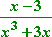 x − 3
x³ + 3x